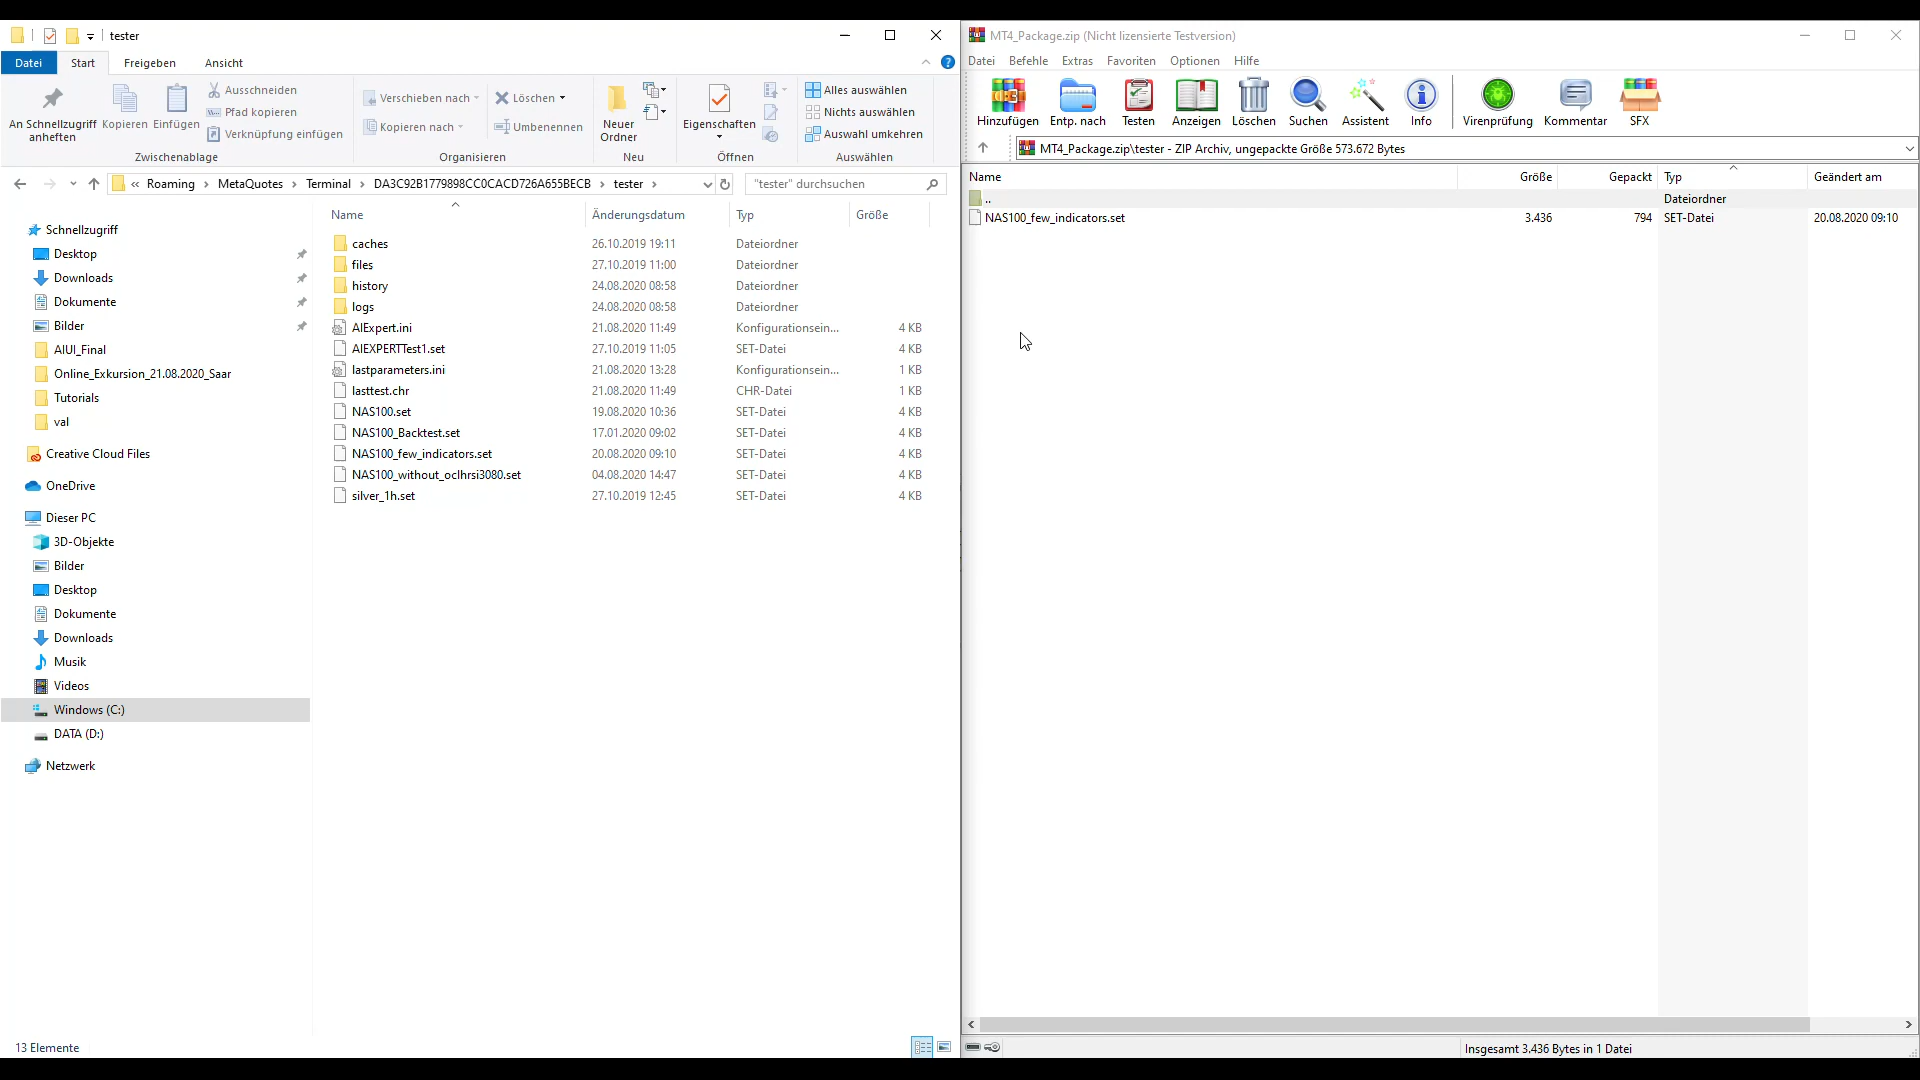 tester
Datei Start Freigeben Ansicht
An Schnellzugriff anheften
Kopieren
Einfügen
Ausschneiden
Pfad kopieren
Verknüpfung einfügen
Zwischenablage
Verschieben nach
Kopieren nach
Löschen
Umbenennen
Organisieren
Neuer Ordner
Neu
Eigenschaften
Öffnen
Alles auswählen
Nichts auswählen
Auswahl umkehren
Auswählen
« Roaming > MetaQuotes > Terminal > DA3C92B1779898CC0CACD726A655BECB > tester >
"tester" durchsuchen
Schnellzugriff
Desktop
Downloads
Dokumente
Bilder
AIUI_Final
Online_Exkursion_21.08.2020_Saar
Tutorials
val
Creative Cloud Files
OneDrive
Dieser PC
3D-Objekte
Bilder
Desktop
Dokumente
Downloads
Musik
Videos
Windows (C:)
DATA (D:)
Netzwerk
Name Änderungsdatum Typ Größe
caches 26.10.2019 19:11 Dateiordner
files 27.10.2019 11:00 Dateiordner
history 24.08.2020 08:58 Dateiordner
logs 24.08.2020 08:58 Dateiordner
AIExpert.ini 21.08.2020 11:49 Konfigurationsein... 4 KB
AIEXPERTTest1.set 27.10.2019 11:05 SET-Datei 4 KB
lastparameters.ini 21.08.2020 13:28 Konfigurationsein... 1 KB
lasttest.chr 21.08.2020 11:49 CHR-Datei 1 KB
NAS100.set 19.08.2020 10:36 SET-Datei 4 KB
NAS100_Backtest.set 17.01.2020 09:02 SET-Datei 4 KB
NAS100_few_indicators.set 20.08.2020 09:10 SET-Datei 4 KB
NAS100_without_oclhrsi3080.set 04.08.2020 14:47 SET-Datei 4 KB
silver_1h.set 27.10.2019 12:45 SET-Datei 4 KB
13 Elemente
MT4_Package.zip (Nicht lizensierte Testversion)
Datei Befehle Extras Favoriten Optionen Hilfe
Hinzufügen Entp. nach Testen Anzeigen Löschen Suchen Assistent Info Virenprüfung Kommentar SFX
MT4_Package.zip\tester - ZIP Archiv, ungepackte Größe 573.672 Bytes
Name Größe Gepackt Typ Geändert am
.. Dateiordner
NAS100_few_indicators.set 3.436 794 SET-Datei 20.08.2020 09:10
Insgesamt 3.436 Bytes in 1 Datei